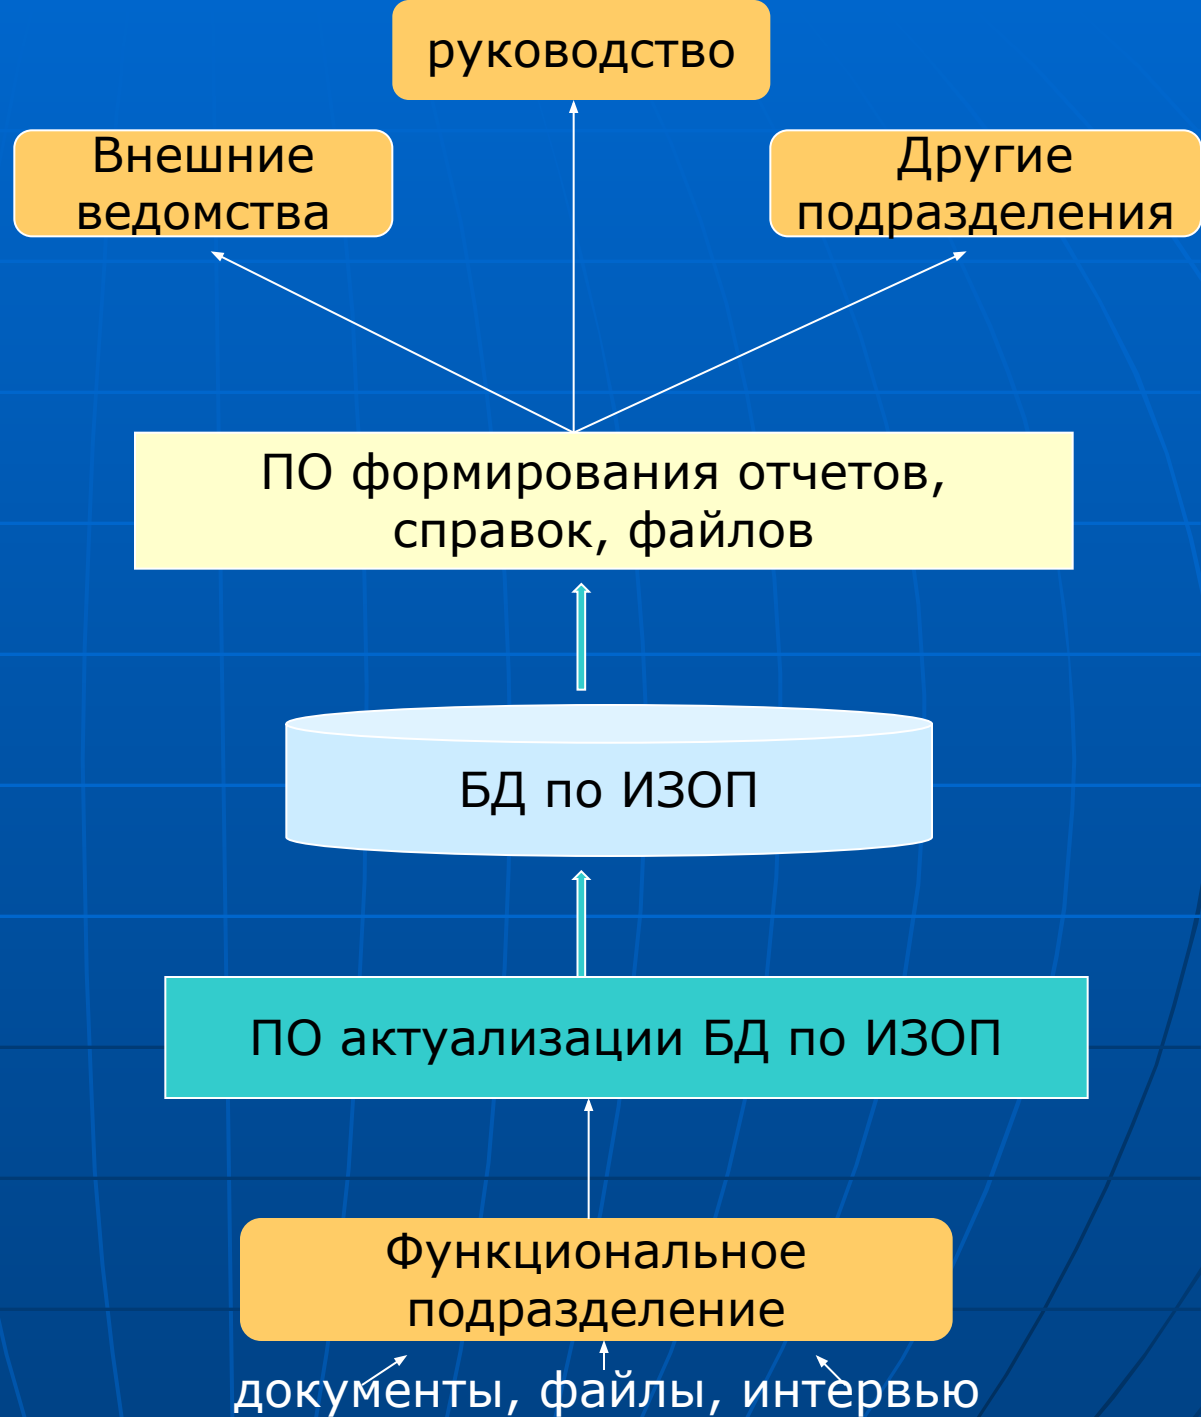 руководство
Внешние
ведомства
Другие
подразделения
ПО формирования отчетов,
справок, файлов
БД по ИЗОП
ПО актуализации БД по ИЗОП
Функциональное
подразделение
документы, файлы, интервью